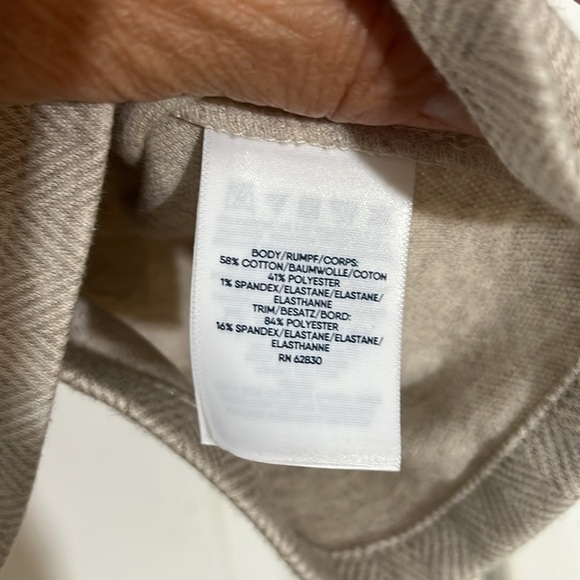 BODY/RUMPF/CORPS:
58% COTTON/BAUMWOLLE/COTON
41% POLYESTER
1% SPANDEX/ELASTANE/ELASTANE/
ELASTHANNE
TRIM/BESATZ/BORD:
84% POLYESTER
16% SPANDEX/ELASTANE/ELASTANE/
ELASTHANNE
RN 62830